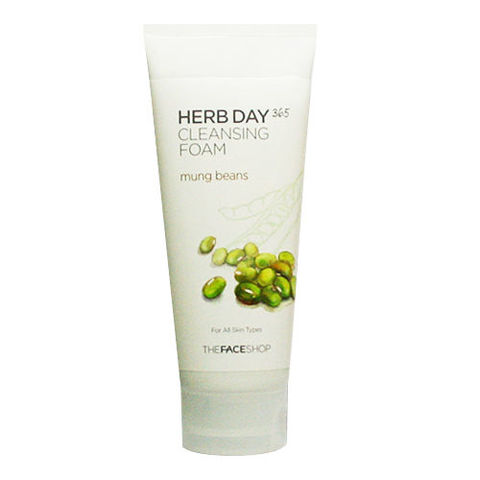 HERB DAY 365
CLEANSING
FOAM
mung beans
For All Skin Types
THEFACESHOP